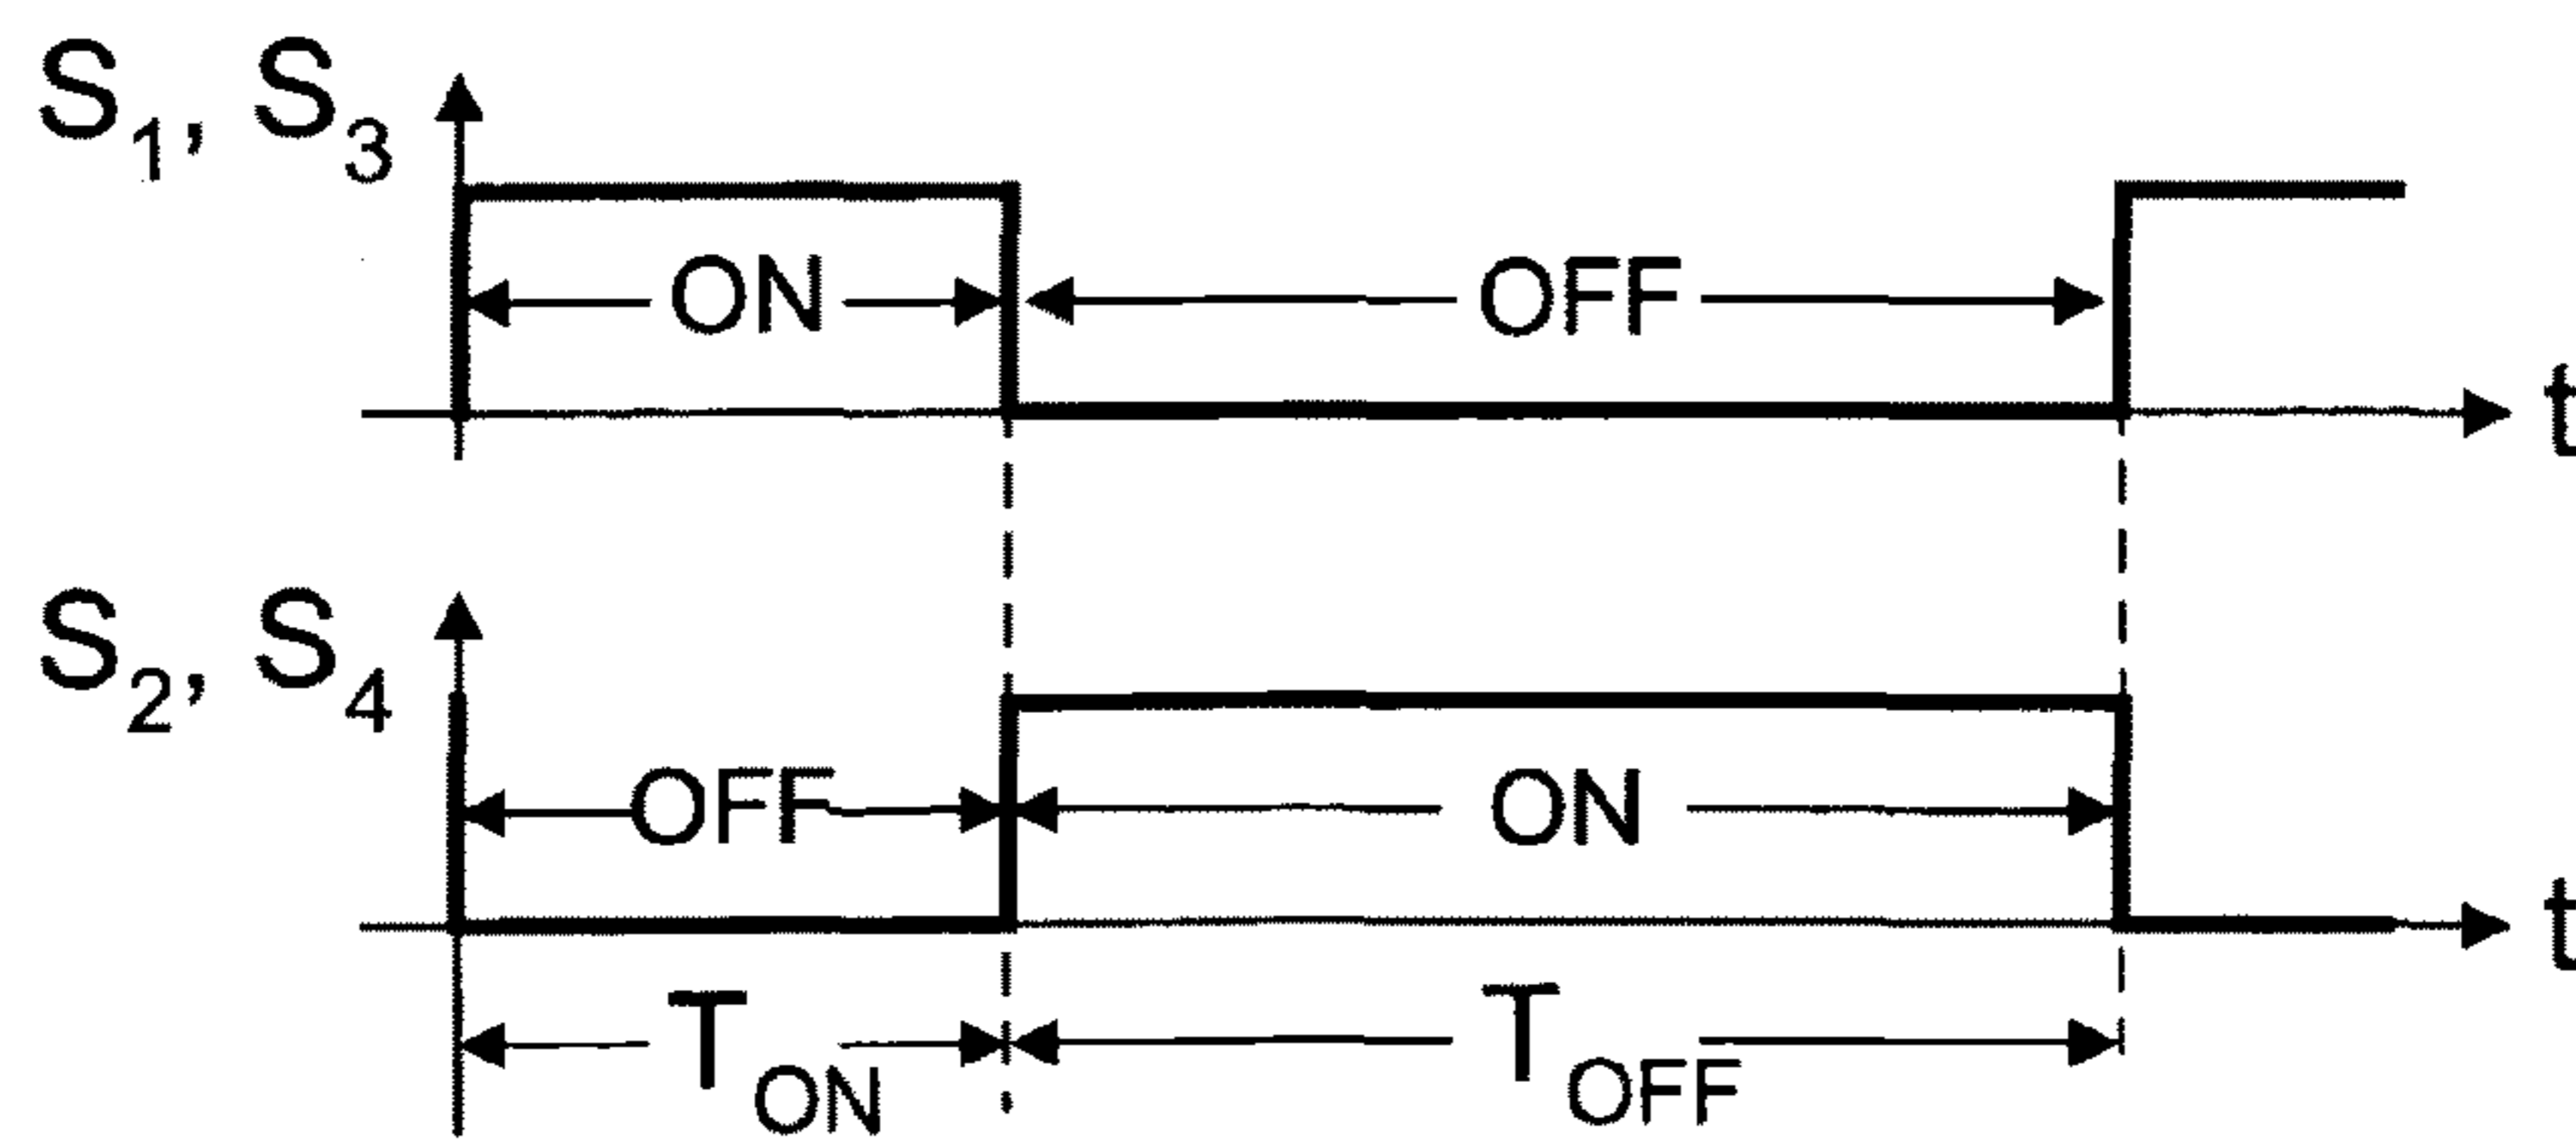 S1, S3
ON OFF
t
S2, S4
OFF ON
t
TON TOFF